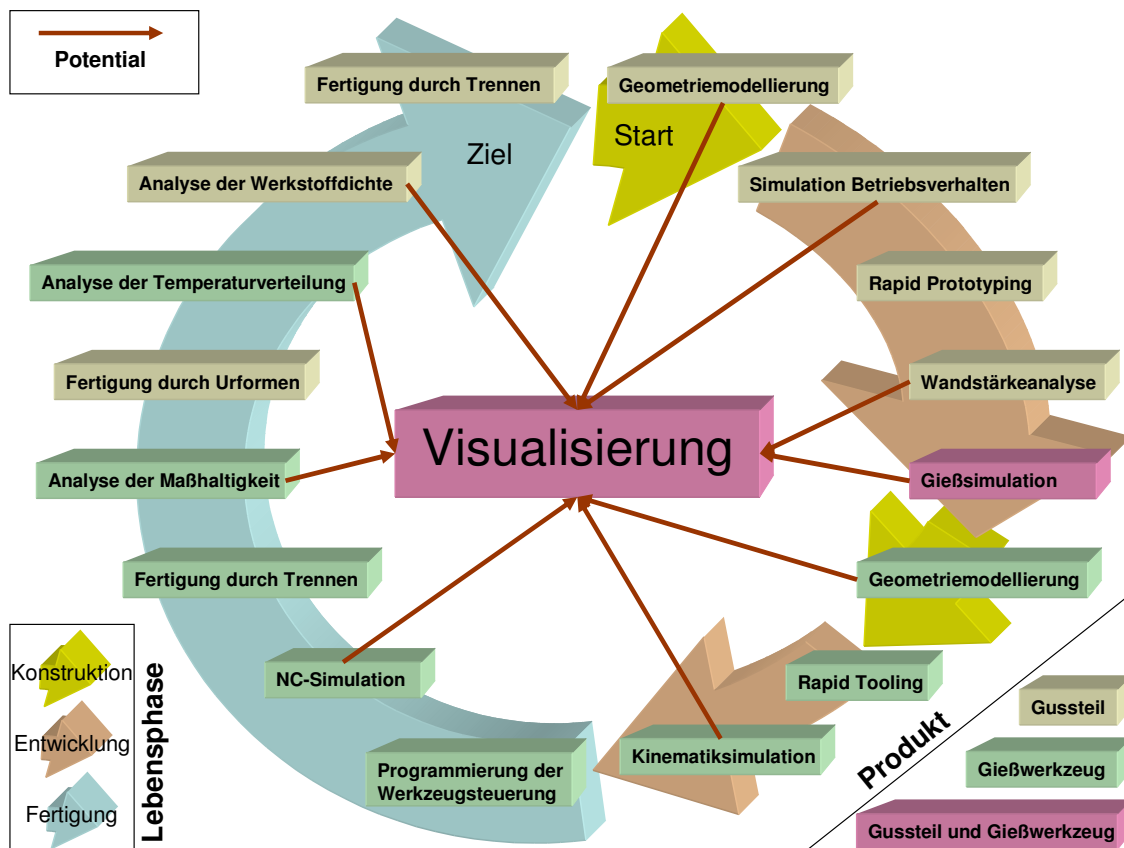 Potential
Fertigung durch Trennen
Geometriemodellierung
Ziel
Start
Analyse der Werkstoffdichte
Simulation Betriebsverhalten
Analyse der Temperaturverteilung
Rapid Prototyping
Fertigung durch Urformen
Wandstärkeanalyse
Visualisierung
Analyse der Maßhaltigkeit
Gießsimulation
Fertigung durch Trennen
Geometriemodellierung
NC-Simulation
Rapid Tooling
Kinematiksimulation
Programmierung der
Werkzeugsteuerung
Konstruktion
Entwicklung
Fertigung
Lebensphase
Produkt
Gussteil
Gießwerkzeug
Gussteil und Gießwerkzeug